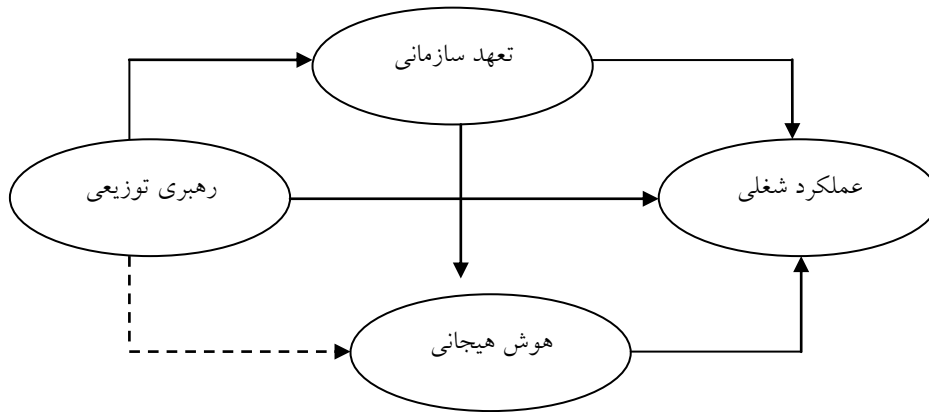 تعهد سازمانی
رهبری توزیعی
عملکرد شغلی
هوش هیجانی